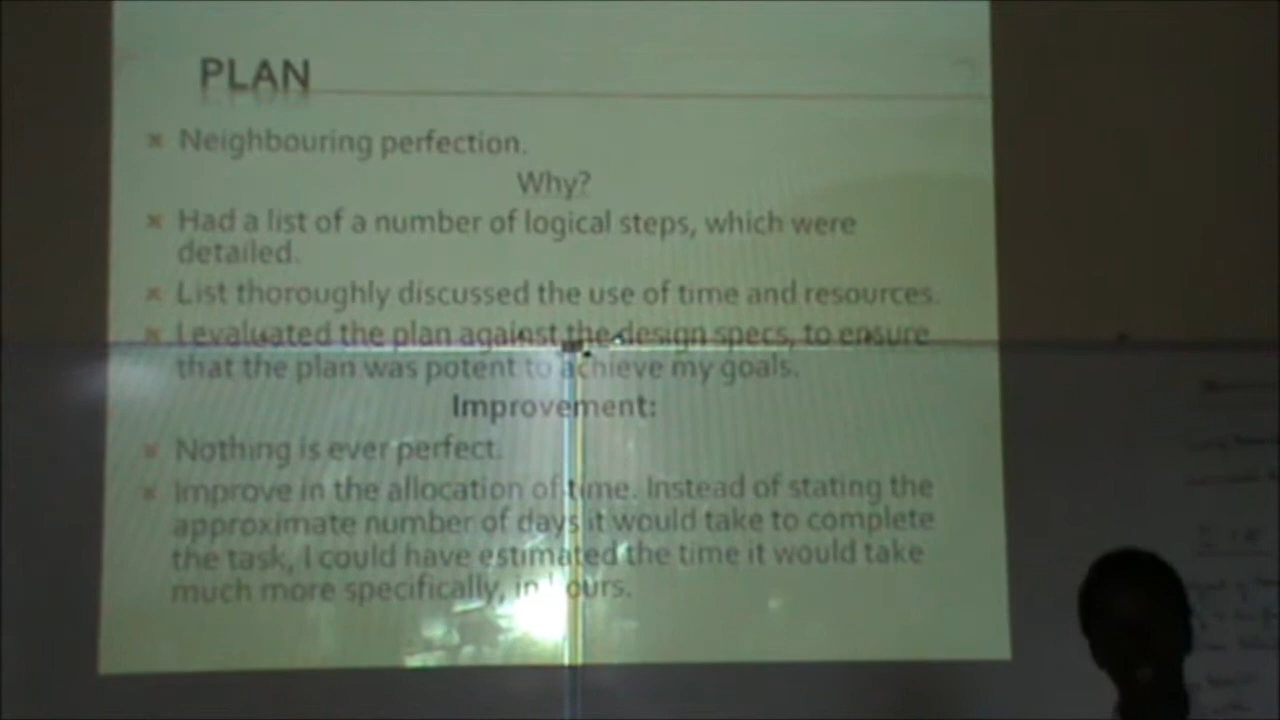 PLAN
Neighbouring perfection.
Why?
Had a list of a number of logical steps, which were
detailed.
List thoroughly discussed the use of time and resources.
I evaluated the plan against the design specs, to ensure
that the plan was potent to achieve my goals.
Improvement:
Nothing is ever perfect.
Improve in the allocation of time. Instead of stating the
approximate number of days it would take to complete
the task, I could have estimated the time it would take
much more specifically, in hours.